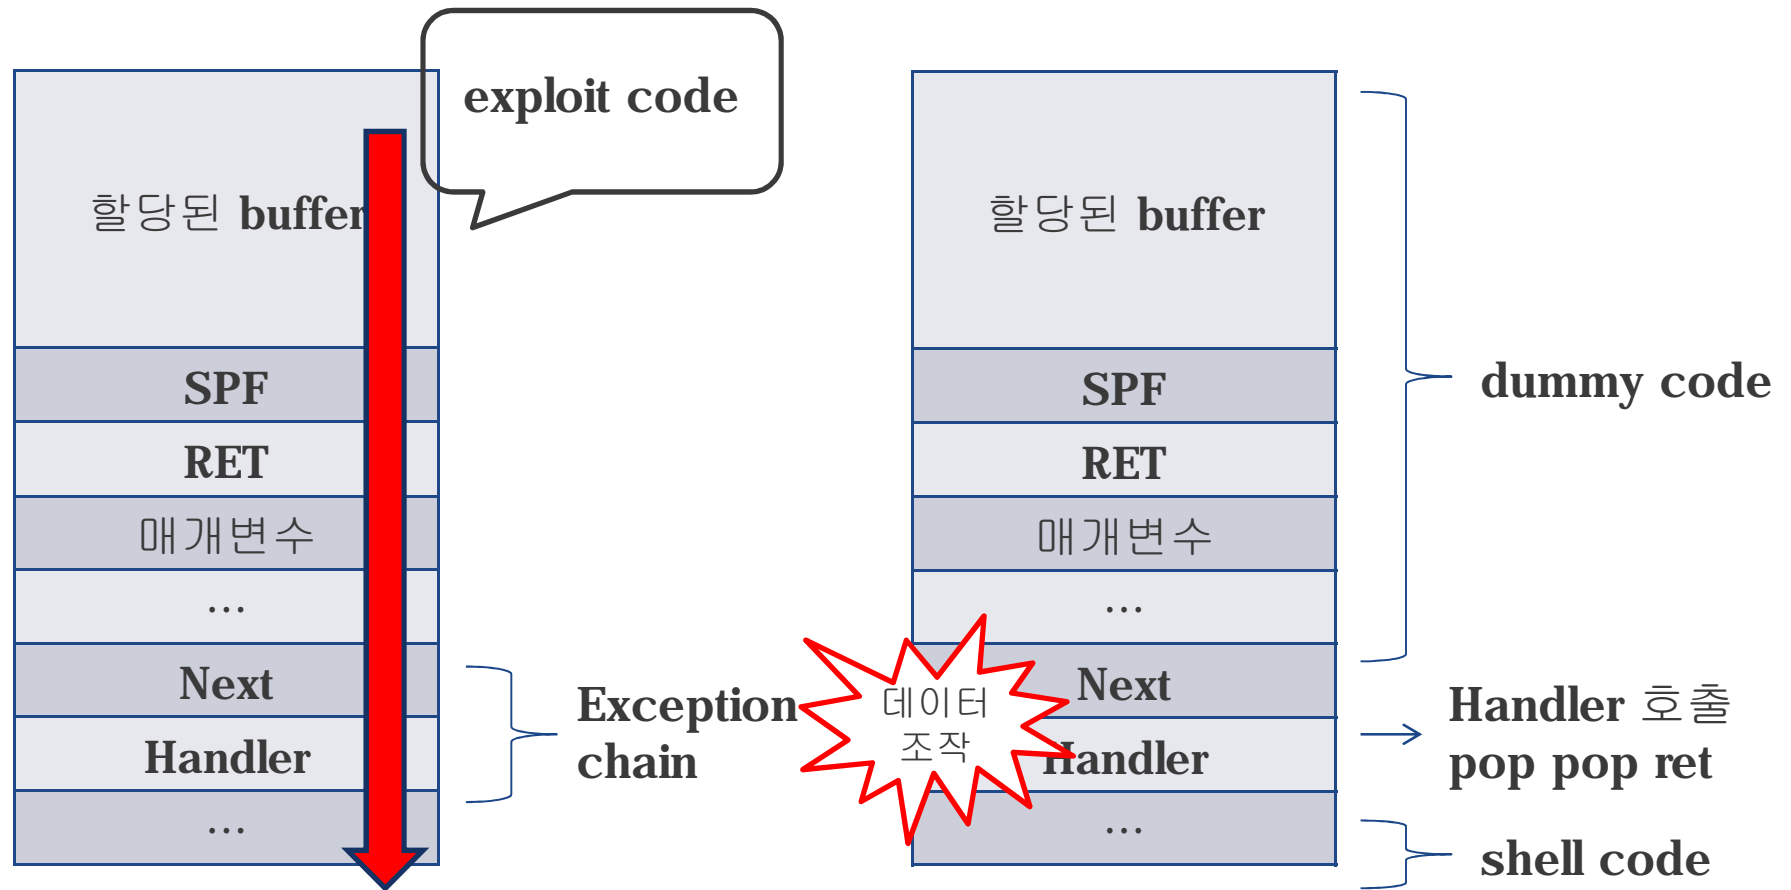 exploit code
할당된 buffer
SPF
RET
매개변수
...
Next
Handler
...
Exception
chain
할당된 buffer
SPF
RET
매개변수
...
Next
Handler
...
데이터
조작
dummy code
Handler 호출
pop pop ret
shell code